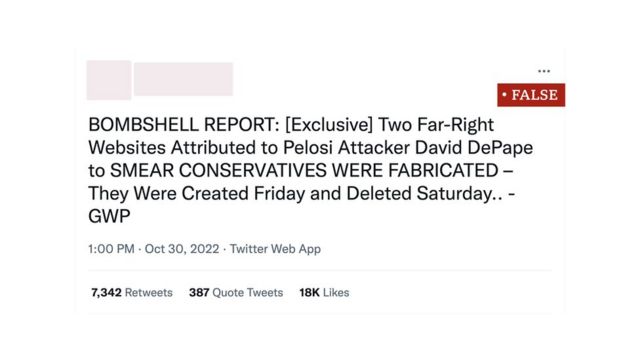 ...
• FALSE
BOMBSHELL REPORT: [Exclusive] Two Far-Right
Websites Attributed to Pelosi Attacker David DePape
to SMEAR CONSERVATIVES WERE FABRICATED –
They Were Created Friday and Deleted Saturday.. -
GWP
1:00 PM · Oct 30, 2022 · Twitter Web App
7,342 Retweets 387 Quote Tweets 18K Likes